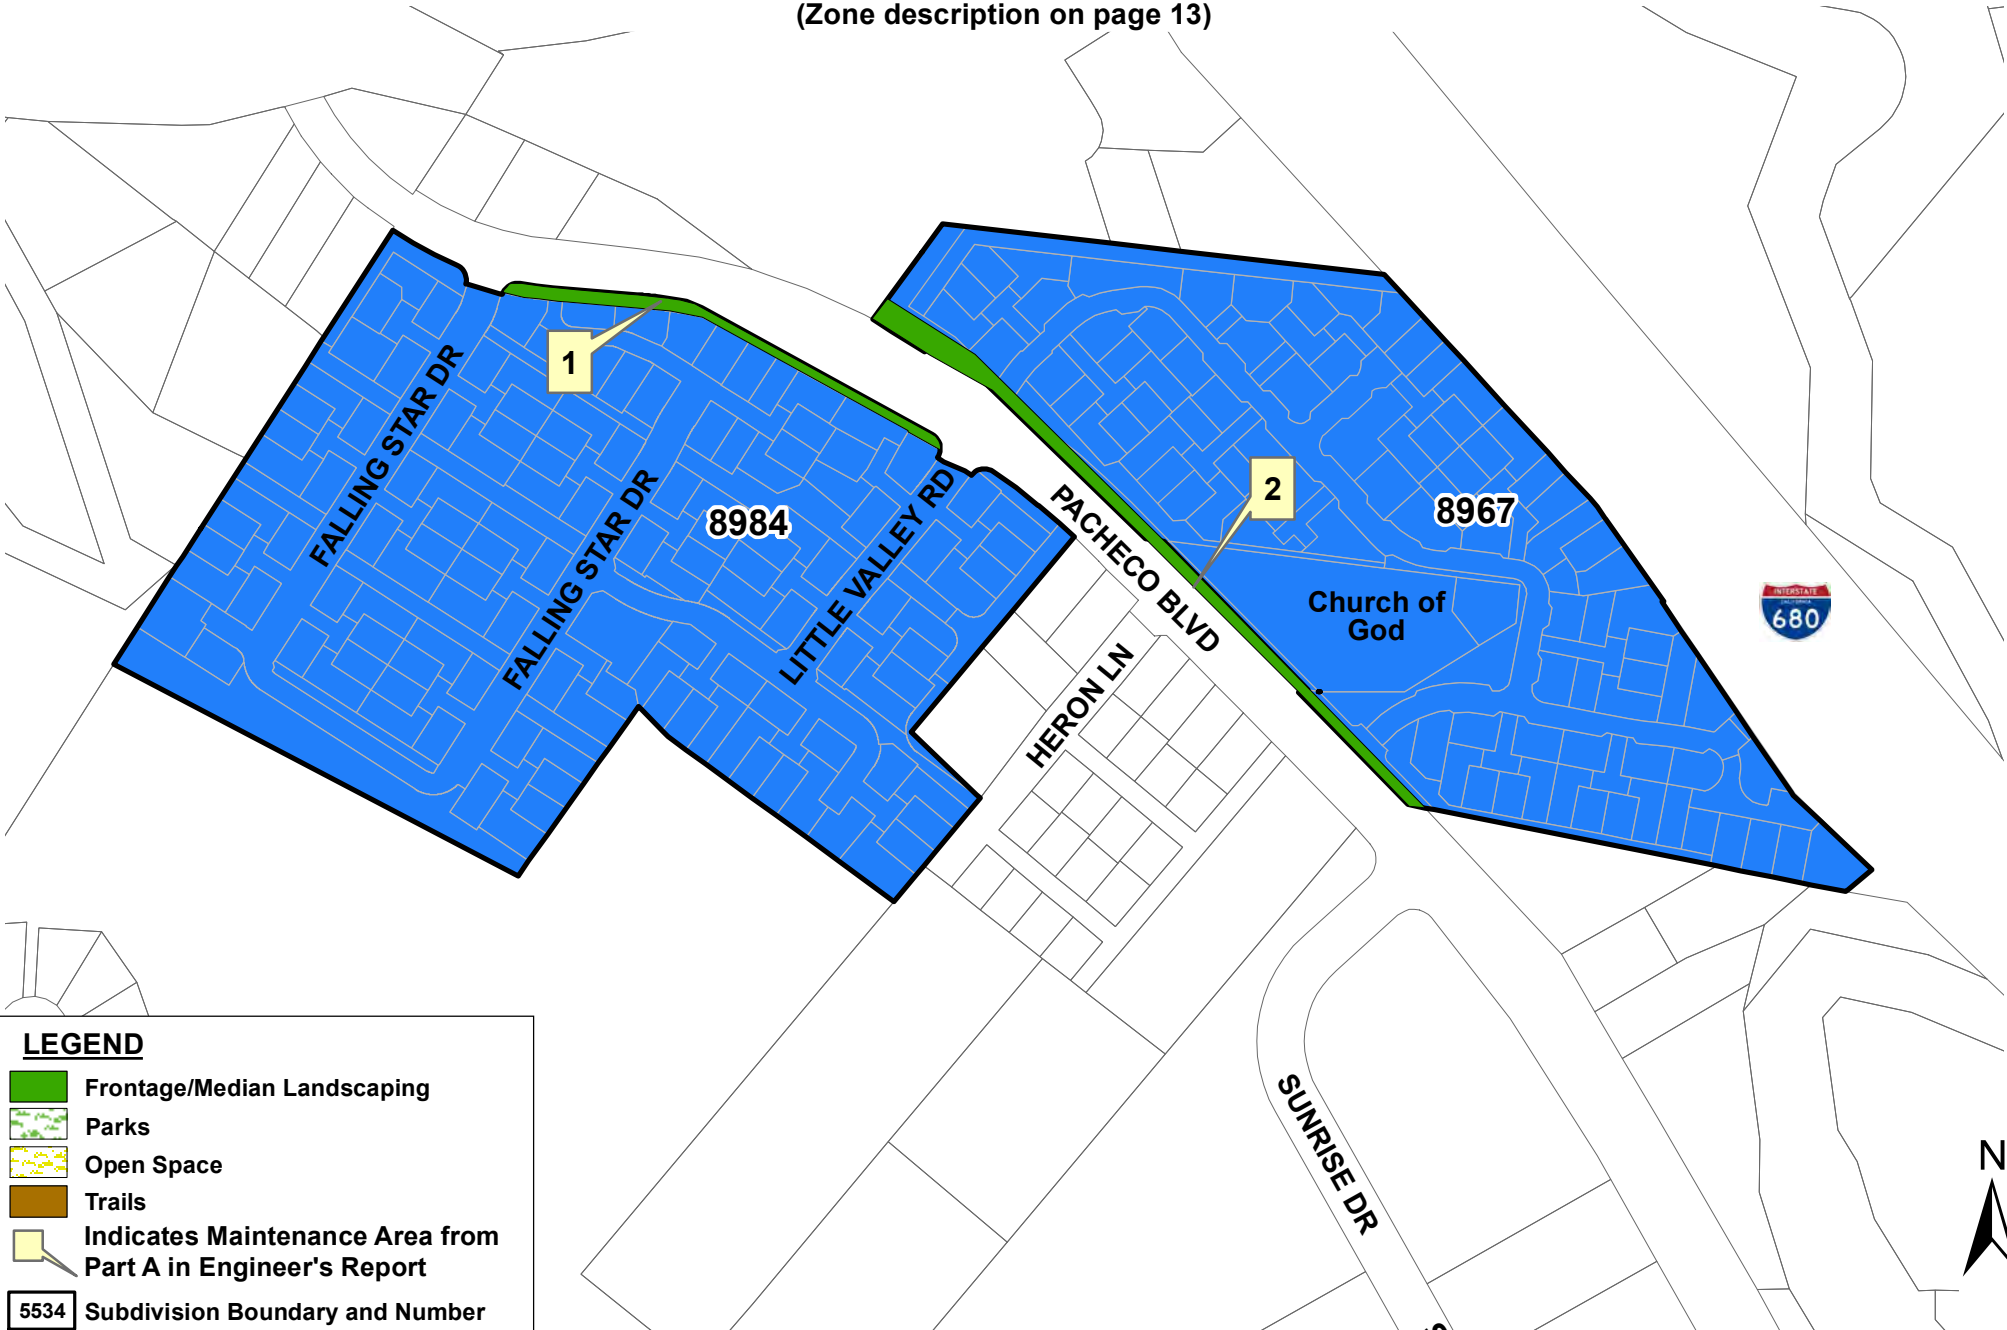 (Zone description on page 13)
1
2
FALLING STAR DR
FALLING STAR DR
8984
LITTLE VALLEY RD
PACHECO BLVD
8967
Church of
God
INTERSTATE
CALIFORNIA
680
HERON LN
SUNRISE DR
N
LEGEND
Frontage/Median Landscaping
Parks
Open Space
Trails
Indicates Maintenance Area from
Part A in Engineer's Report
5534 Subdivision Boundary and Number